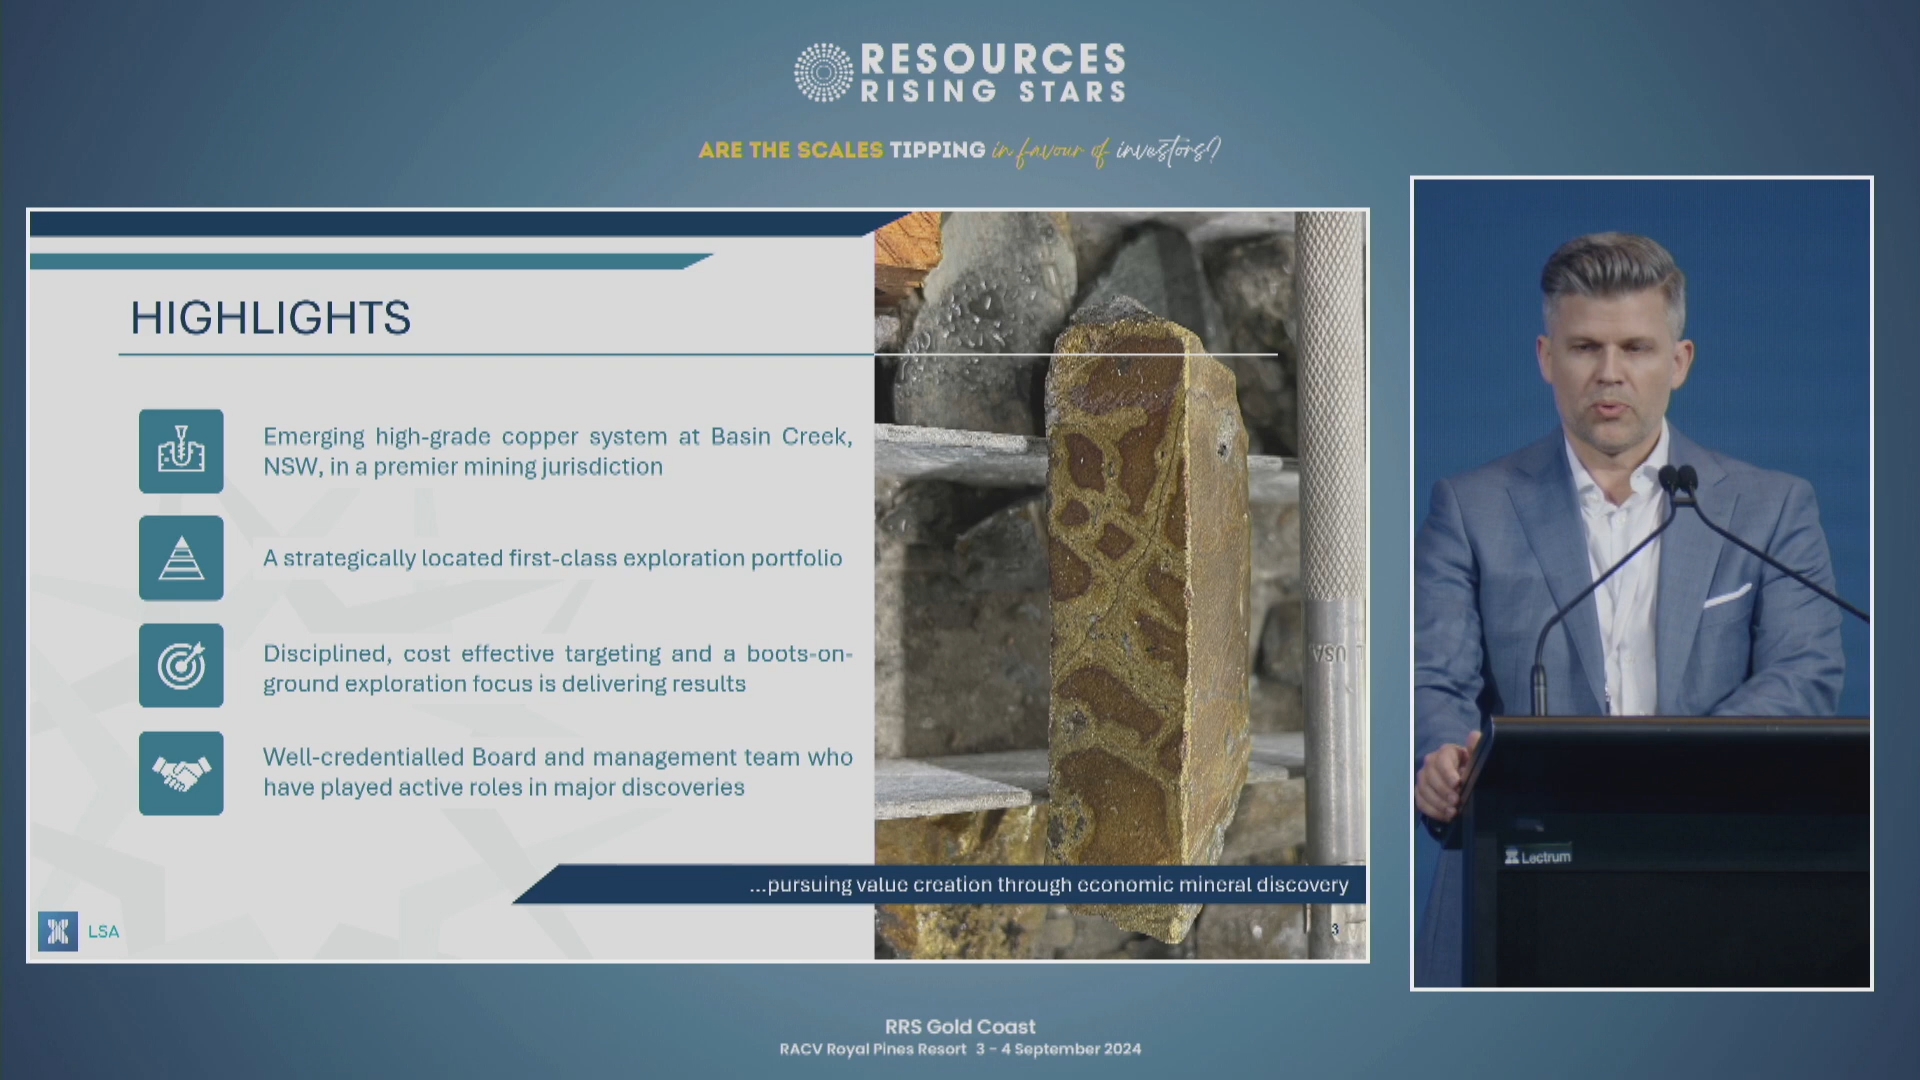 RESOURCES
RISING STARS
ARE THE SCALES TIPPING in favour of investors?
HIGHLIGHTS
Emerging high-grade copper system at Basin Creek,
NSW, in a premier mining jurisdiction
A strategically located first-class exploration portfolio
Disciplined, cost effective targeting and a boots-on-
ground exploration focus is delivering results
Well-credentialled Board and management team who
have played active roles in major discoveries
...pursuing value creation through economic mineral discovery
LSA
3
USA
Lectrum
RRS Gold Coast
RACV Royal Pines Resort 3 - 4 September 2024